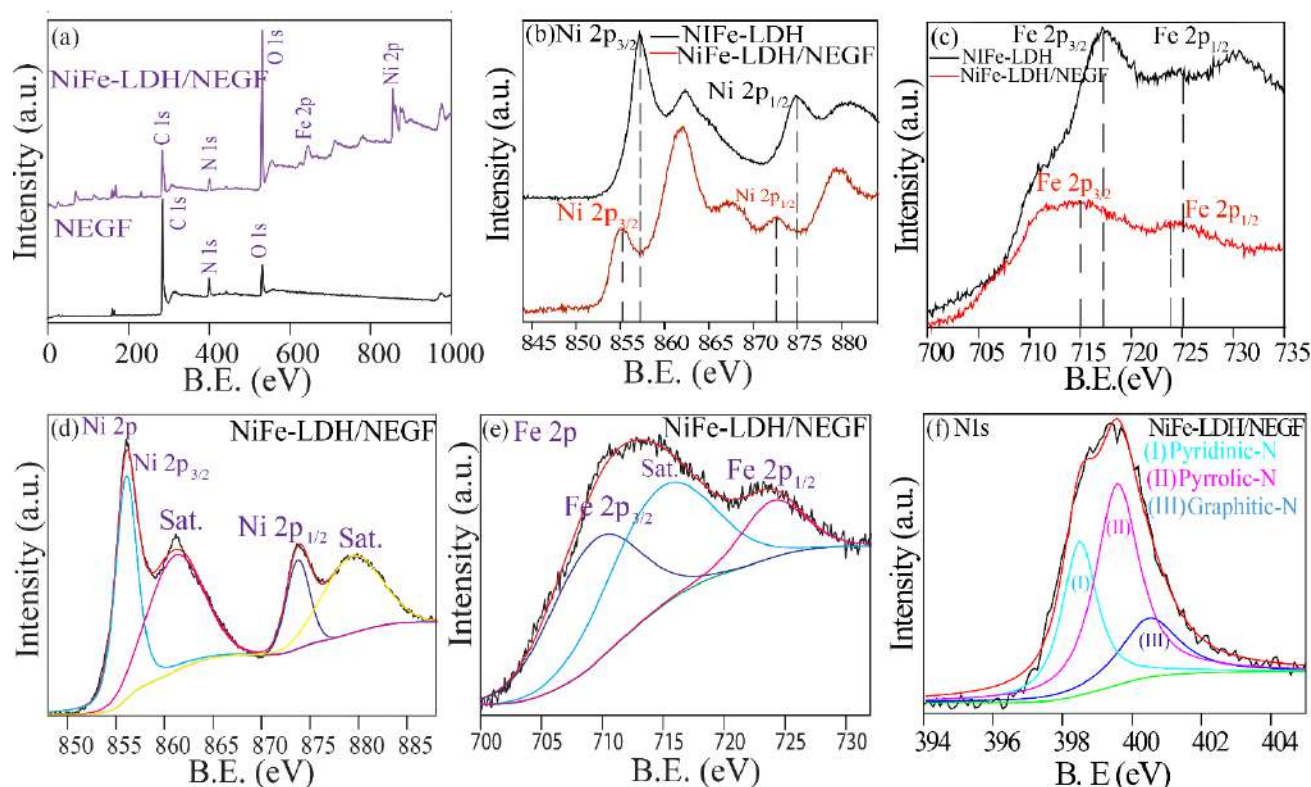 (a)
NiFe-LDH/NEGF
C 1s
N 1s
O 1s
Fe 2p
Ni 2p
NEGF
C 1s
N 1s
O 1s
Intensity (a.u.)
0 200 400 600 800 1000
B.E. (eV)
(b) Ni 2p3/2
NIFe-LDH
NiFe-LDH/NEGF
Ni 2p1/2
Ni 2p3/2
Ni 2p1/2
Intensity (a.u.)
845 855 860 865 870 875 880
B.E. (eV)
(c)
Fe 2p3/2
Fe 2p1/2
NIFe-LDH
NiFe-LDH/NEGF
Fe 2p3/2
Fe 2p1/2
Intensity (a.u.)
700 705 710 715 720 725 730 735
B.E.(eV)
(d) Ni 2p
NiFe-LDH/NEGF
Ni 2p3/2
Sat.
Ni 2p1/2
Sat.
Intensity (a.u.)
850 855 860 865 870 875 880 885
B.E. (eV)
(e)
Fe 2p
NiFe-LDH/NEGF
Sat.
Fe 2p1/2
Fe 2p3/2
Intensity (a.u.)
700 705 710 715 720 725 730
B.E. (eV)
(f) N1s
NiFe-LDH/NEGF
(I)Pyridinic-N
(II)Pyrrolic-N
(III)Graphitic-N
(I)
(II)
(III)
Intensity (a.u.)
394 396 398 400 402 404
B. E (eV)